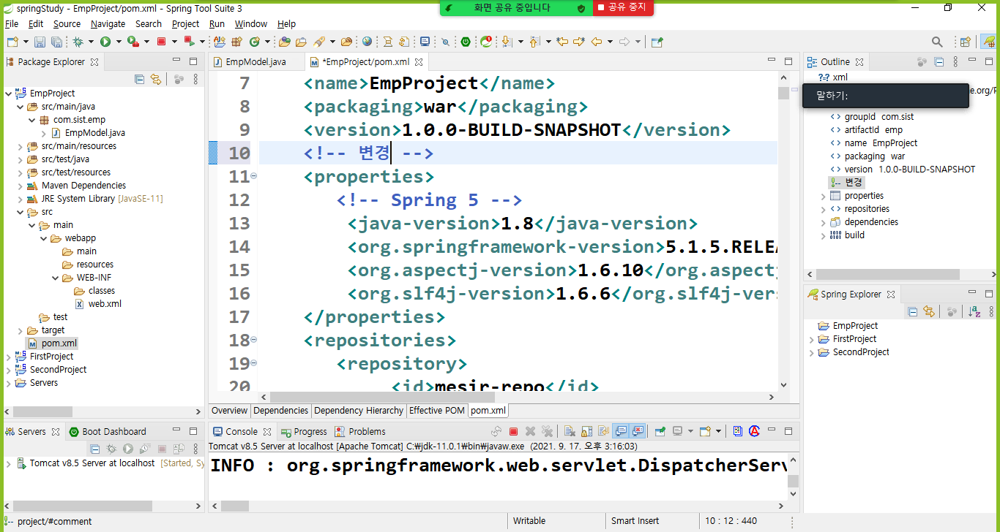 springStudy - EmpProject/pom.xml - Spring Tool Suite 3
화면 공유 중입니다
공유 중지
File Edit Source Navigate Search Project Run Window Help
Package Explorer
EmpProject
src/main/java
com.sist.emp
EmpModel.java
src/main/resources
src/test/java
src/test/resources
Maven Dependencies
JRE System Library [JavaSE-11]
src
main
webapp
main
resources
WEB-INF
classes
web.xml
test
target
pom.xml
FirstProject
SecondProject
Servers
EmpModel.java
*EmpProject/pom.xml
7 <name>EmpProject</name>
8 <packaging>war</packaging>
9 <version>1.0.0-BUILD-SNAPSHOT</version>
10 <!-- 변경 -->
11 <properties>
12 <!-- Spring 5 -->
13 <java-version>1.8</java-version>
14 <org.springframework-version>5.1.5.RELEA
15 <org.aspectj-version>1.6.10</org.aspectj
16 <org.slf4j-version>1.6.6</org.slf4j-ver
17 </properties>
18 <repositories>
19 <repository>
20 <id>mesir-repo</id>
Overview Dependencies Dependency Hierarchy Effective POM pom.xml
Outline
xml
e.org/P
말하기:
groupId com.sist
artifactId emp
name EmpProject
packaging war
version 1.0.0-BUILD-SNAPSHOT
변경
properties
repositories
dependencies
build
Spring Explorer
EmpProject
FirstProject
SecondProject
Servers
Boot Dashboard
Tomcat v8.5 Server at localhost [Started, Sy
Console Progress Problems
Tomcat v8.5 Server at localhost [Apache Tomcat] C:₩jdk-11.0.1₩bin₩javaw.exe (2021. 9. 17. 오후 3:16:03)
INFO : org.springframework.web.servlet.DispatcherServ
project/#comment
Writable
Smart Insert
10 : 12 : 440